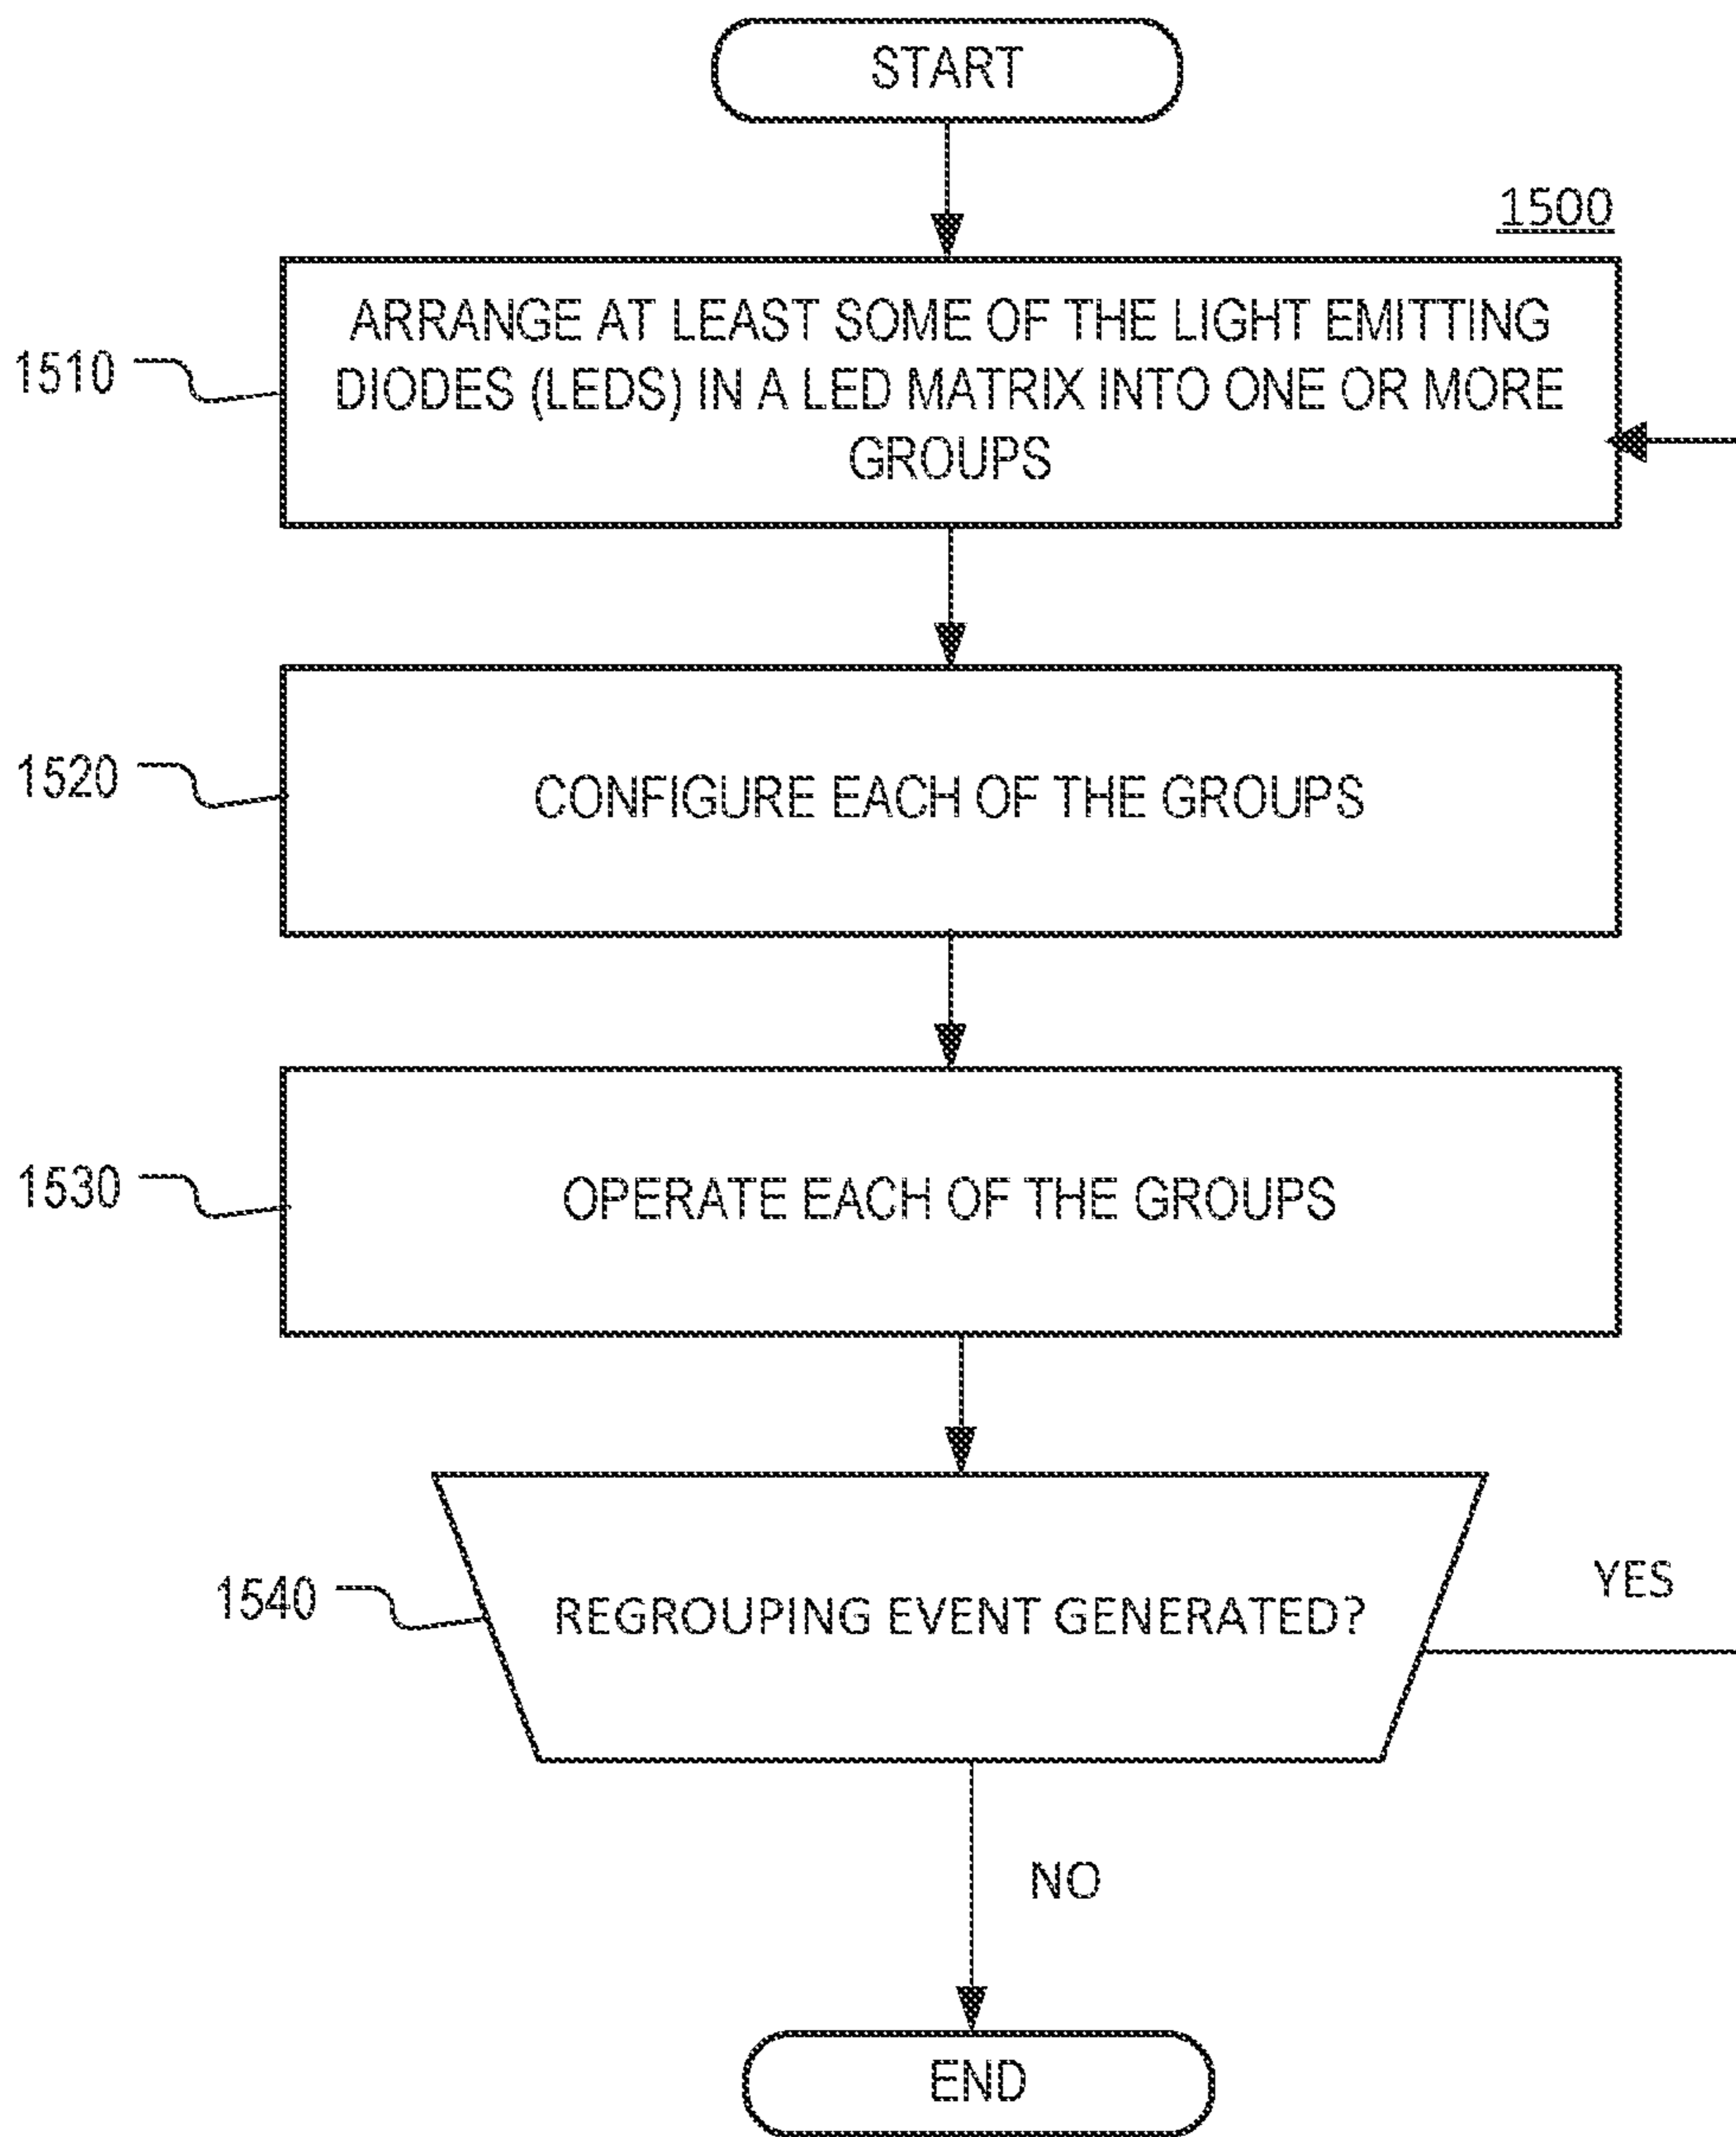 START
1500
1510
ARRANGE AT LEAST SOME OF THE LIGHT EMITTING
DIODES (LEDS) IN A LED MATRIX INTO ONE OR MORE
GROUPS
1520
CONFIGURE EACH OF THE GROUPS
1530
OPERATE EACH OF THE GROUPS
1540
REGROUPING EVENT GENERATED?
YES
NO
END